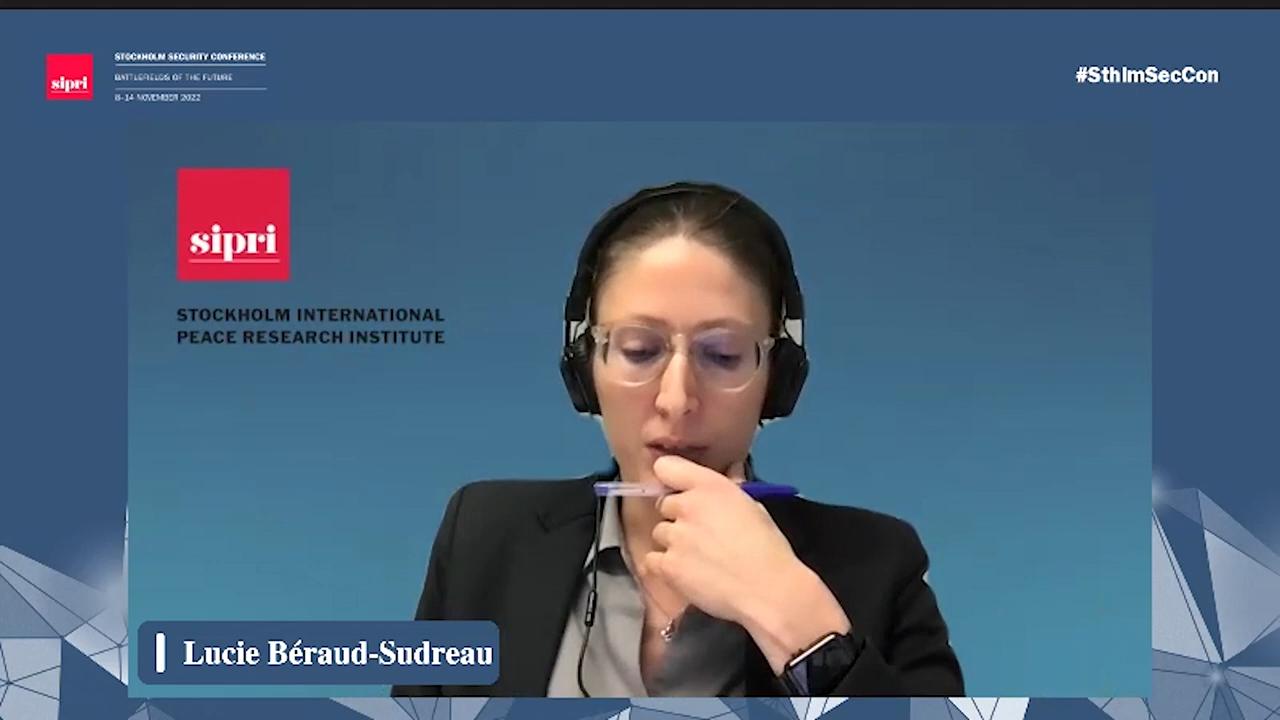 sipri
STOCKHOLM SECURITY CONFERENCE
BATTLEFIELDS OF THE FUTURE
8–14 NOVEMBER 2022
#SthlmSecCon
sipri
STOCKHOLM INTERNATIONAL
PEACE RESEARCH INSTITUTE
Lucie Béraud-Sudreau